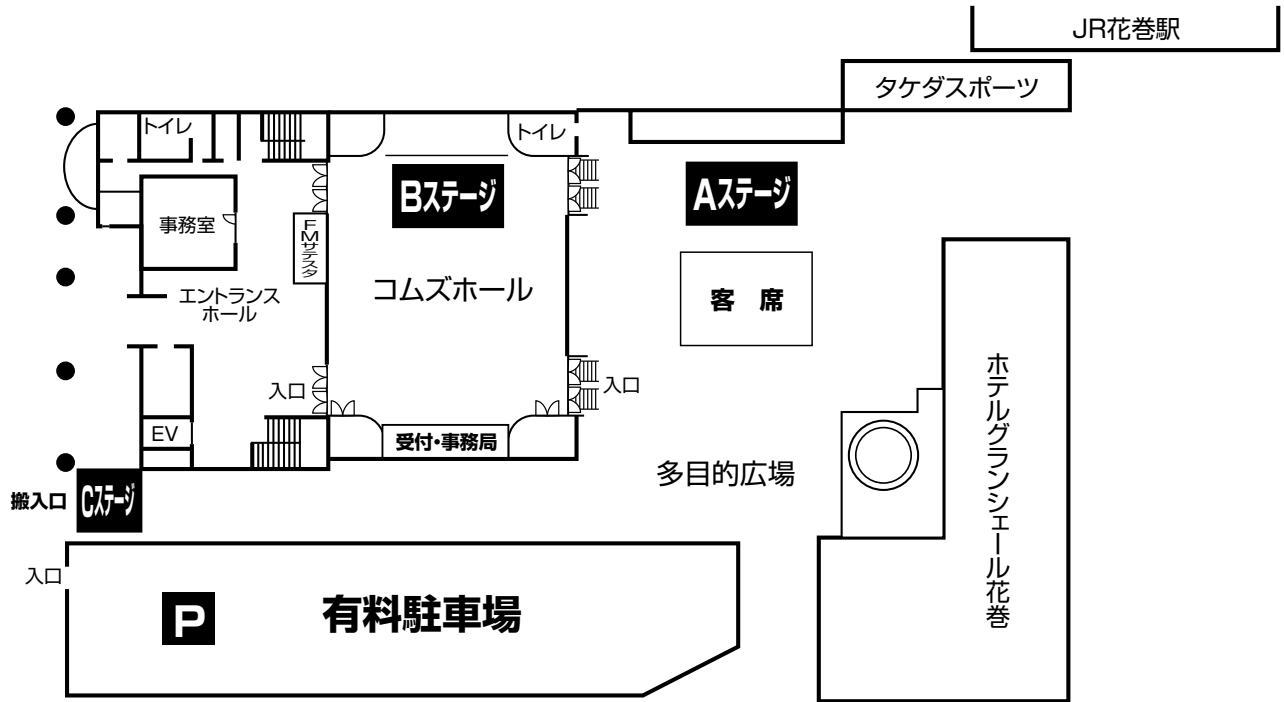 JR花巻駅
タケダスポーツ
トイレ
トイレ
Bステージ
Aステージ
事務室
FMサテスタ
コムズホール
エントランス
ホール
客 席
ホテルグランシェール花巻
入口
入口
EV
受付・事務局
多目的広場
搬入口
Cステージ
入口
P
有料駐車場